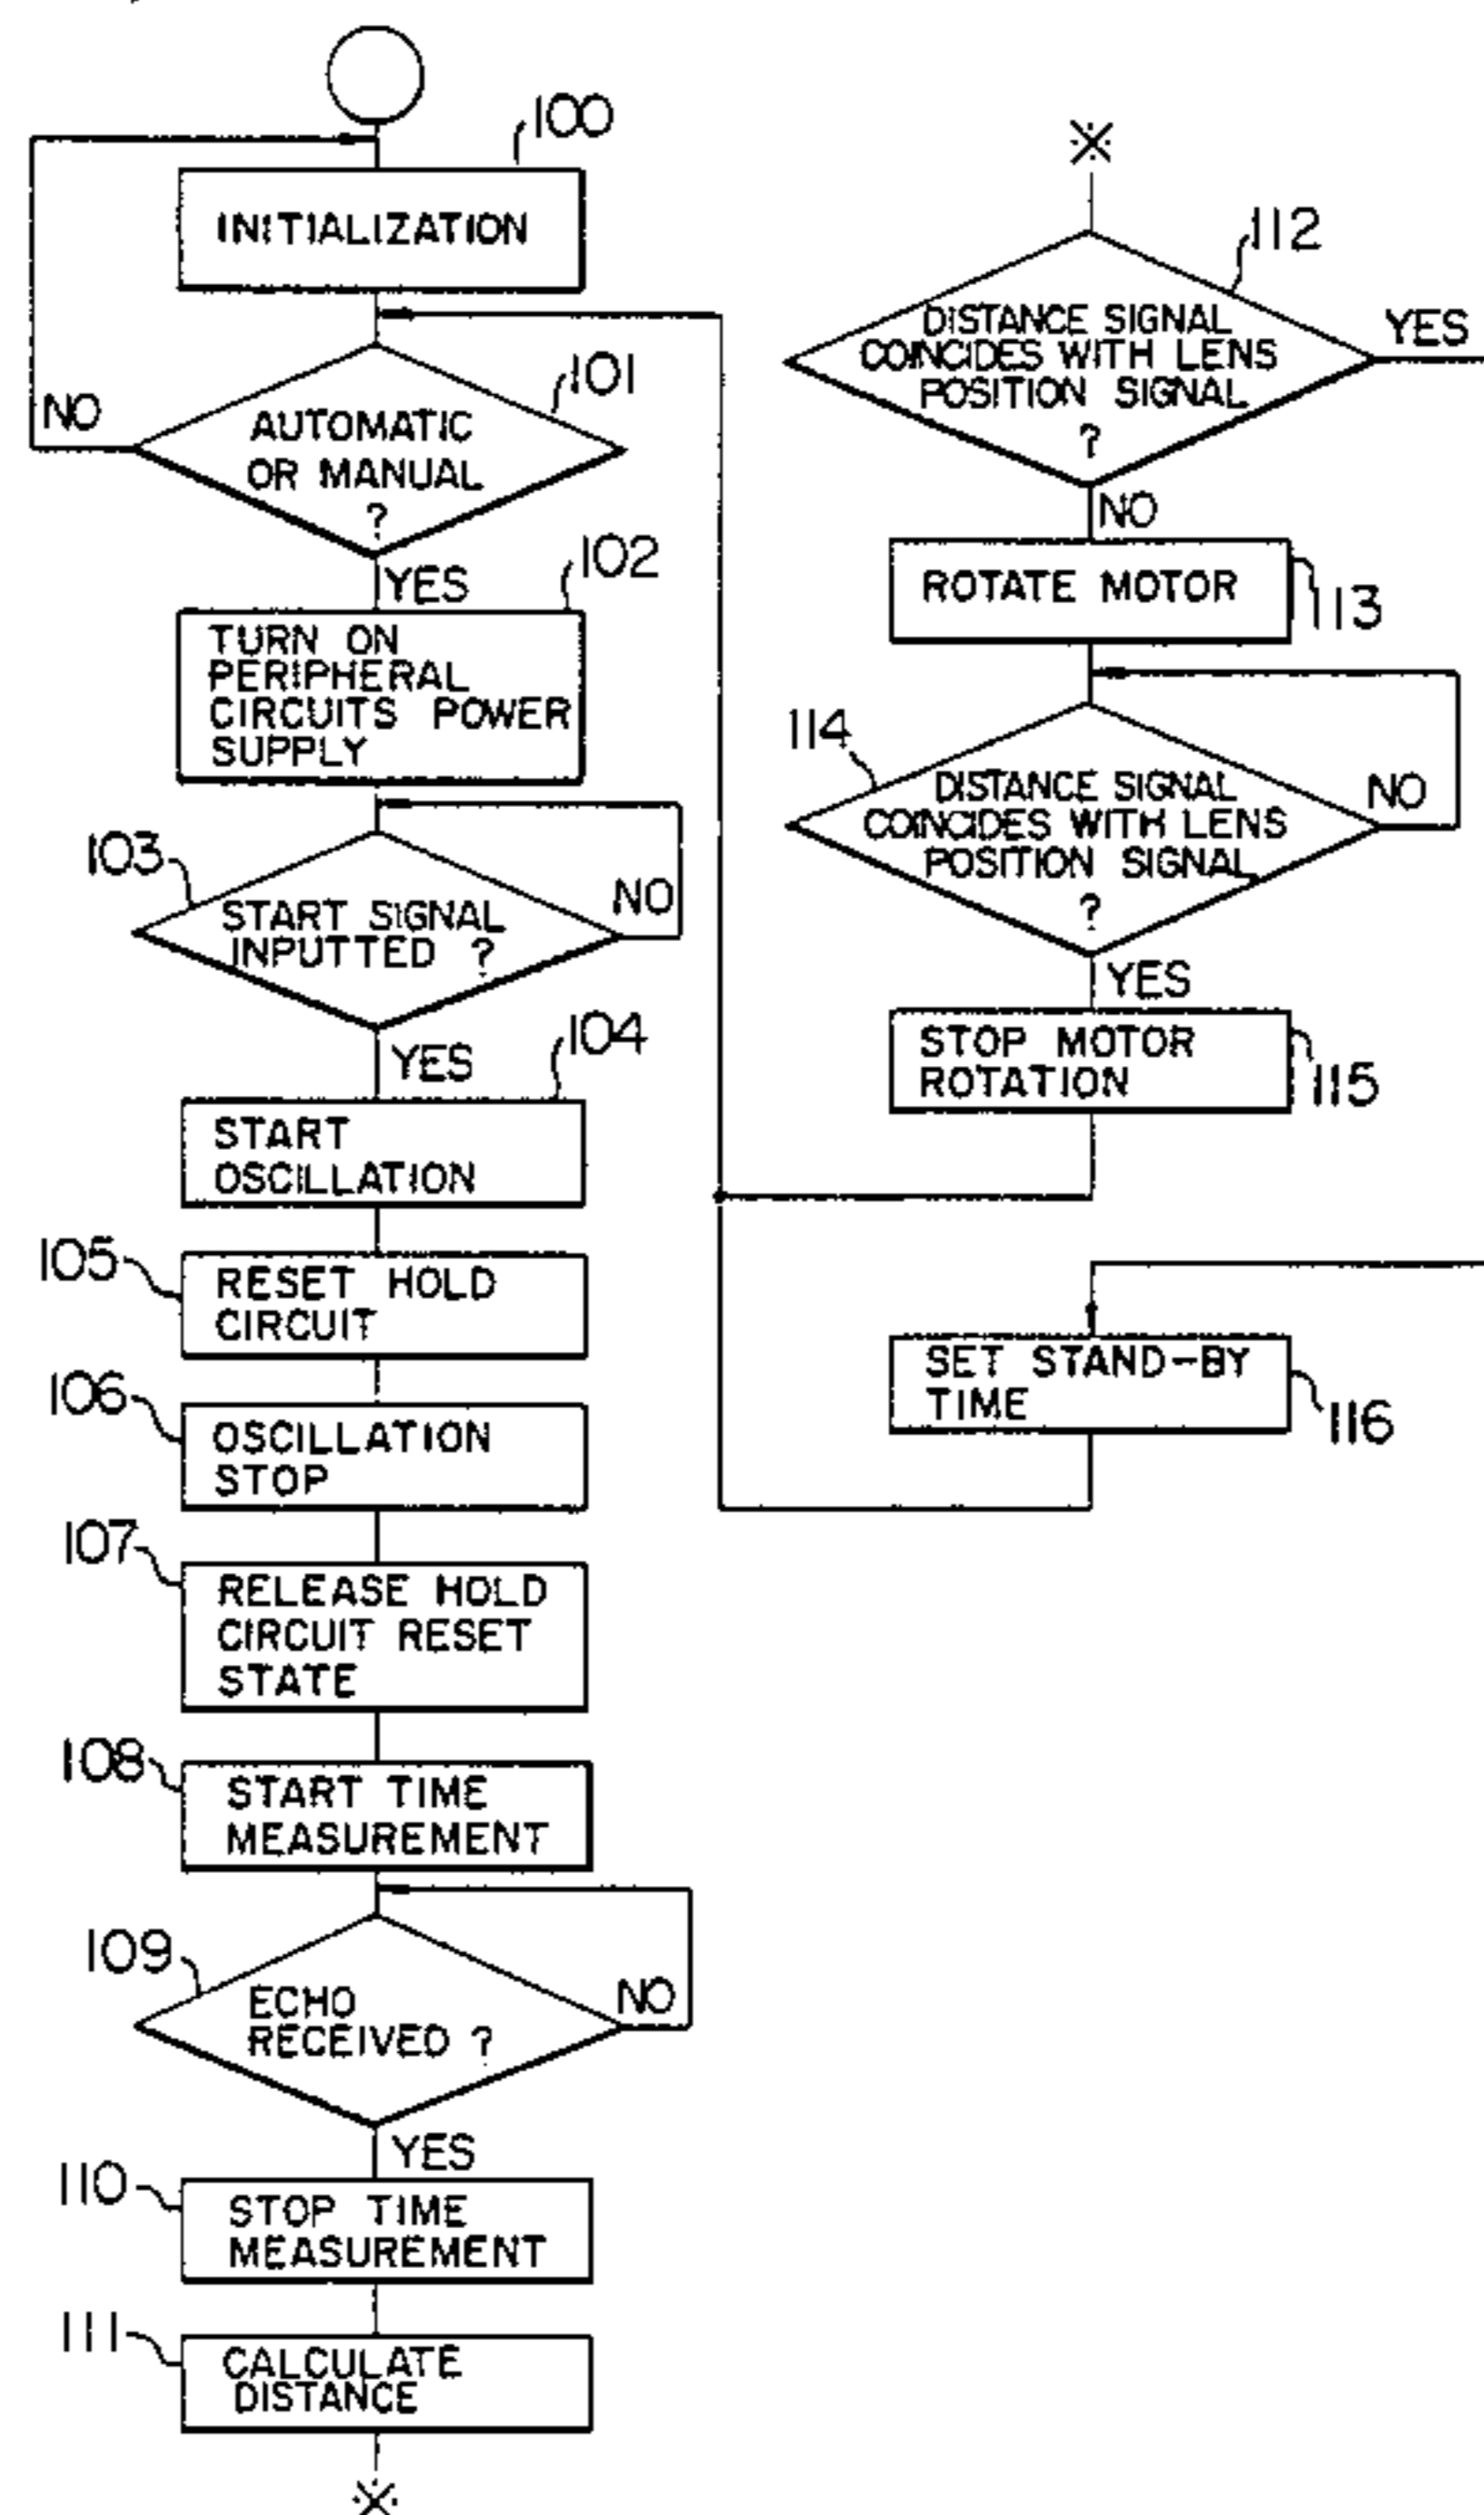 100
INITIALIZATION
101
NO
AUTOMATIC
OR MANUAL
?
102
YES
TURN ON
PERIPHERAL
CIRCUITS POWER
SUPPLY
103
NO
START SIGNAL
INPUTTED ?
104
YES
START
OSCILLATION
105
RESET HOLD
CIRCUIT
106
OSCILLATION
STOP
107
RELEASE HOLD
CIRCUIT RESET
STATE
108
START TIME
MEASUREMENT
109
NO
ECHO
RECEIVED ?
YES
110
STOP TIME
MEASUREMENT
111
CALCULATE
DISTANCE
※
※
112
YES
DISTANCE SIGNAL
COINCIDES WITH LENS
POSITION SIGNAL
?
NO
ROTATE MOTOR
113
114
NO
DISTANCE SIGNAL
COINCIDES WITH LENS
POSITION SIGNAL
?
YES
STOP MOTOR
ROTATION
115
SET STAND-BY
TIME
116